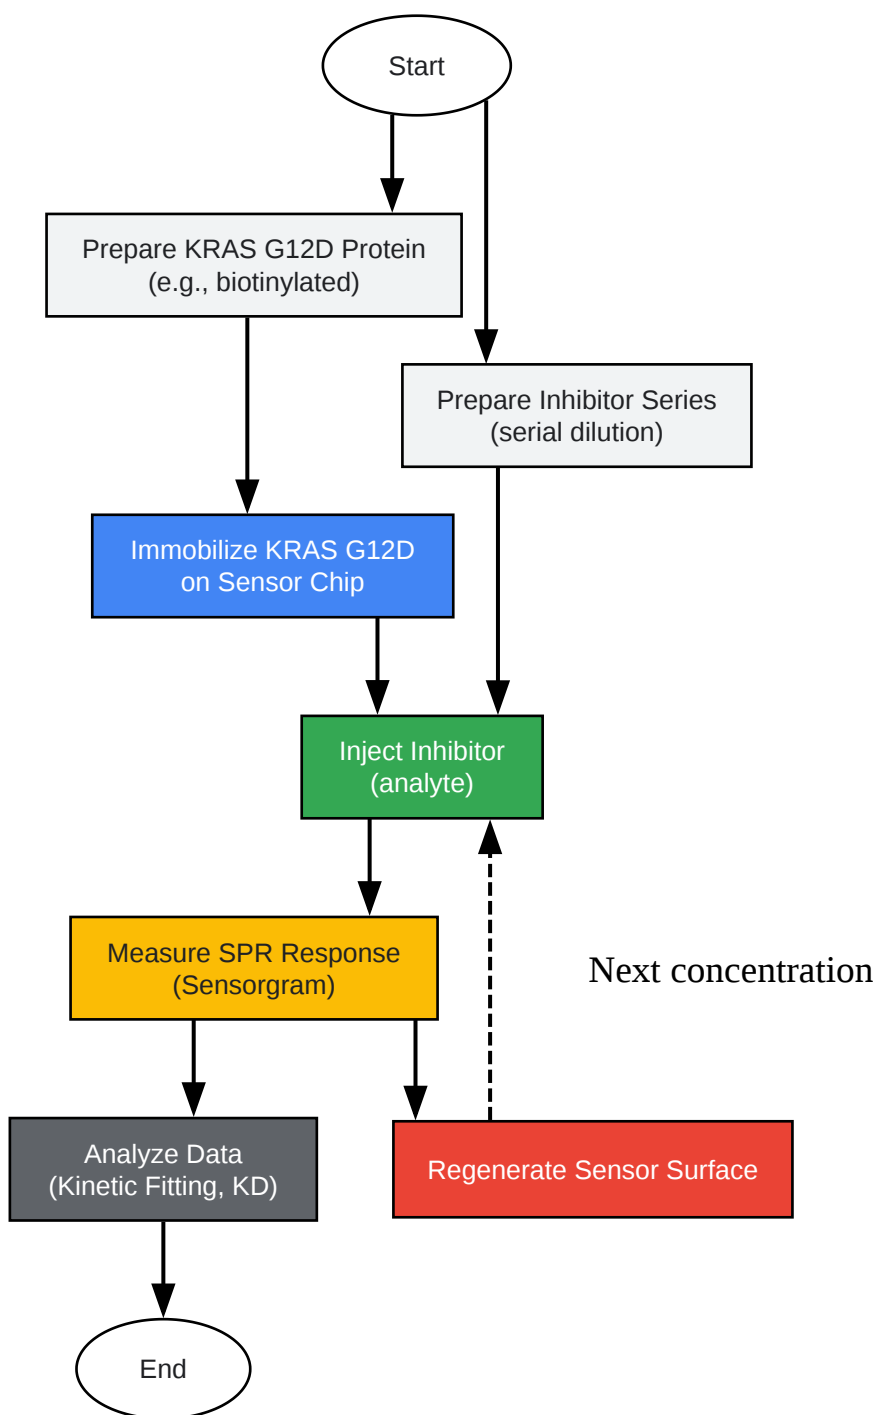 Start
Prepare KRAS G12D Protein
(e.g., biotinylated)
Prepare Inhibitor Series
(serial dilution)
Immobilize KRAS G12D
on Sensor Chip
Inject Inhibitor
(analyte)
Measure SPR Response
(Sensorgram)
Next concentration
Analyze Data
(Kinetic Fitting, KD)
Regenerate Sensor Surface
End